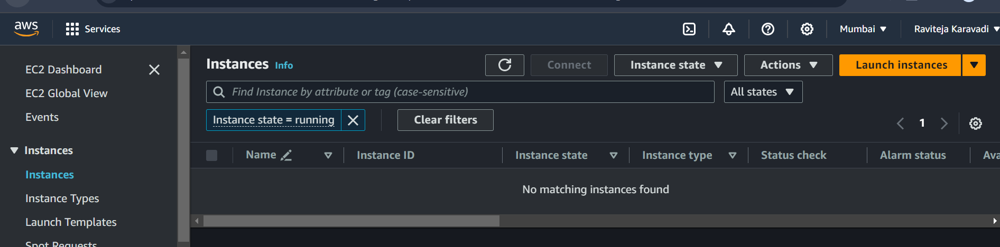 aws Services Mumbai Raviteja Karavadi
EC2 Dashboard
EC2 Global View
Events
Instances
Instances
Instance Types
Launch Templates
Spot Requests
Instances Info Connect Instance state Actions Launch instances
Find Instance by attribute or tag (case-sensitive) All states
Instance state = running Clear filters 1
Name Instance ID Instance state Instance type Status check Alarm status Ava
No matching instances found